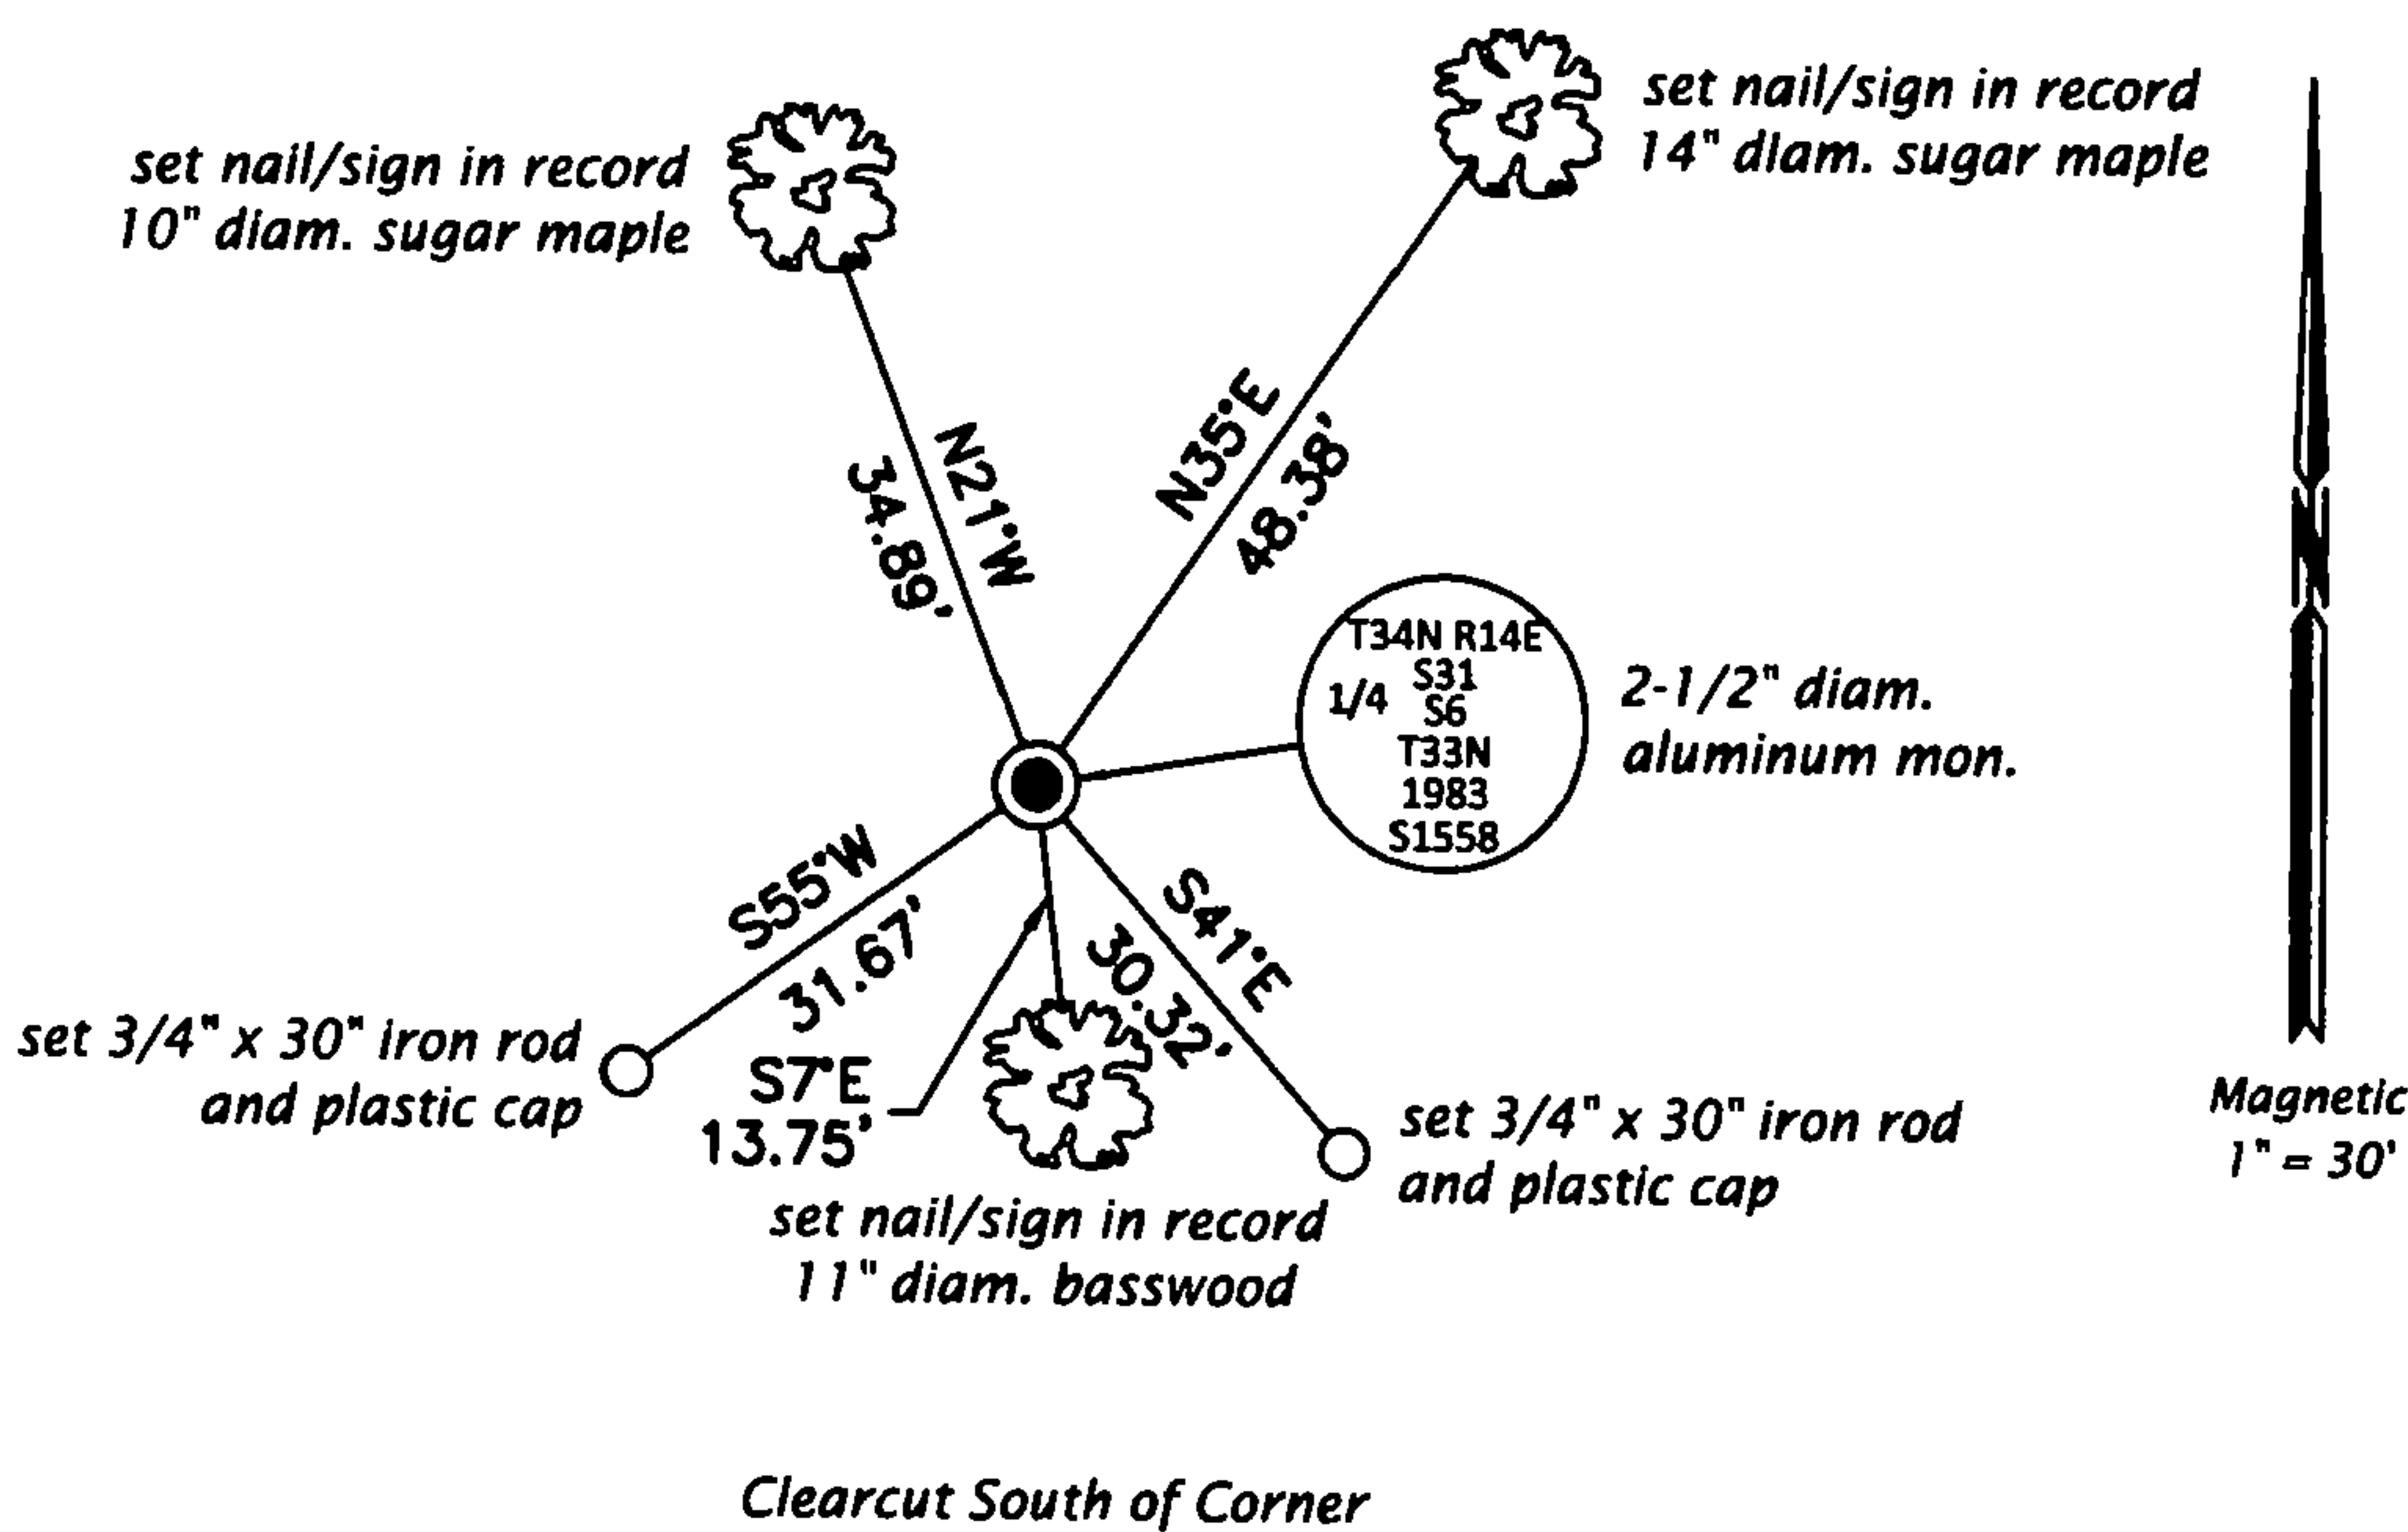 set nail/sign in record
10" diam. sugar maple
set nail/sign in record
14" diam. sugar maple
N21°W
34.89'
N35°E
48.38'
T34N R14E
S31
1/4 S6
T33N
1983
S1558
2-1/2" diam.
aluminum mon.
N
S55°W
31.67'
S41°E
30.32'
S7°E
13.75'
set 3/4" x 30" iron rod
and plastic cap
set 3/4" x 30" iron rod
and plastic cap
set nail/sign in record
11" diam. basswood
Magnetic
1" = 30'
Clearcut South of Corner